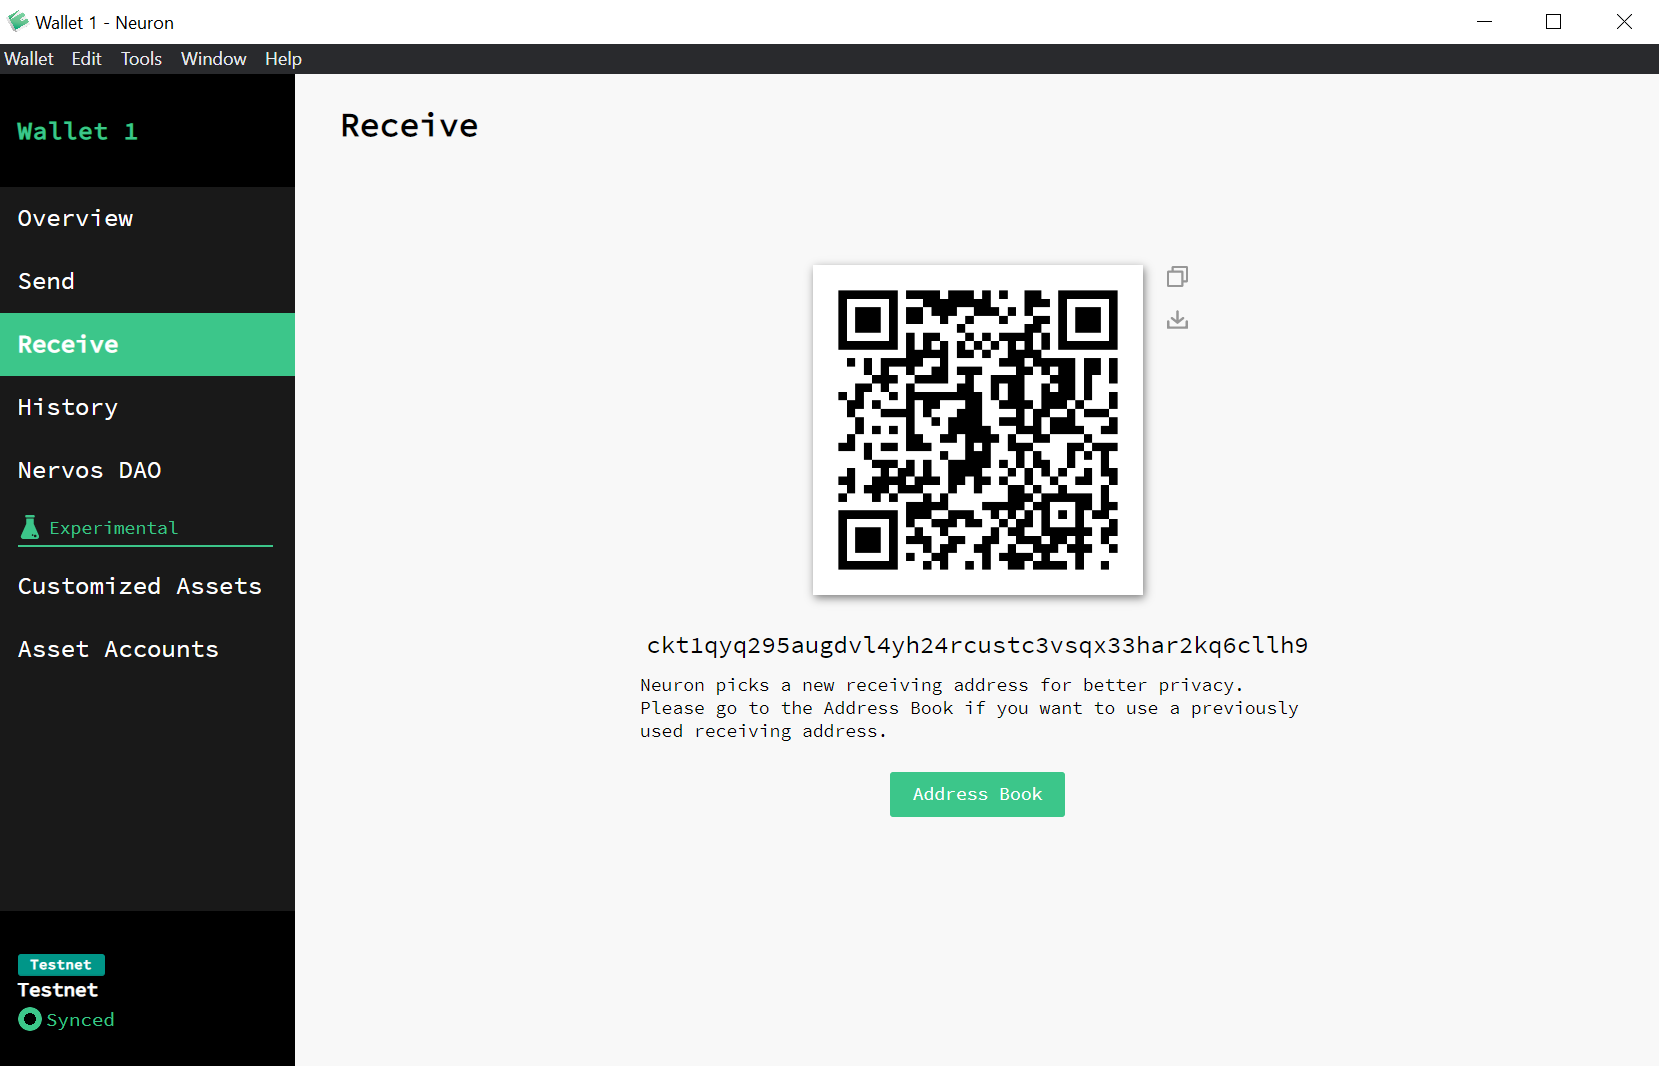 Wallet 1 - Neuron
Wallet Edit Tools Window Help
Wallet 1
Overview
Send
Receive
History
Nervos DAO
Experimental
Customized Assets
Asset Accounts
Testnet
Testnet
Synced
Receive
ckt1qyq295augdvl4yh24rcustc3vsqx33har2kq6cllh9
Neuron picks a new receiving address for better privacy.
Please go to the Address Book if you want to use a previously
used receiving address.
Address Book